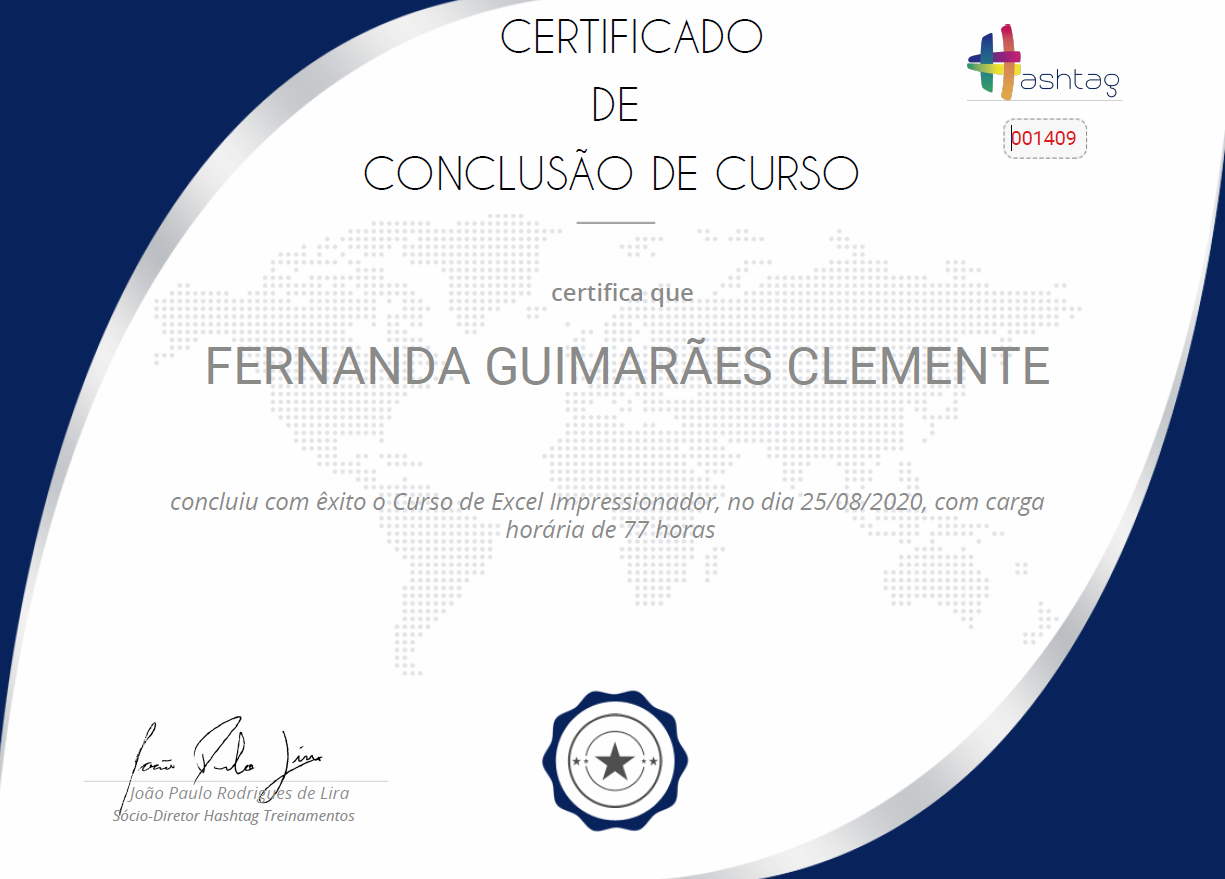 CERTIFICADO
DE
CONCLUSÃO DE CURSO
Hashtag
001409
certifica que
FERNANDA GUIMARÃES CLEMENTE
concluiu com êxito o Curso de Excel Impressionador, no dia 25/08/2020, com carga
horária de 77 horas
João Paulo Lira
João Paulo Rodrigues de Lira
Sócio-Diretor Hashtag Treinamentos